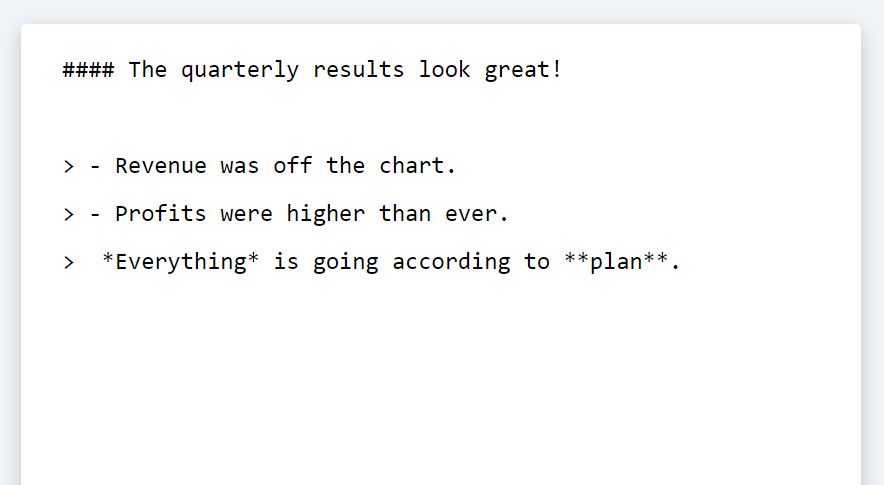 #### The quarterly results look great!
> - Revenue was off the chart.
> - Profits were higher than ever.
>  *Everything* is going according to **plan**.